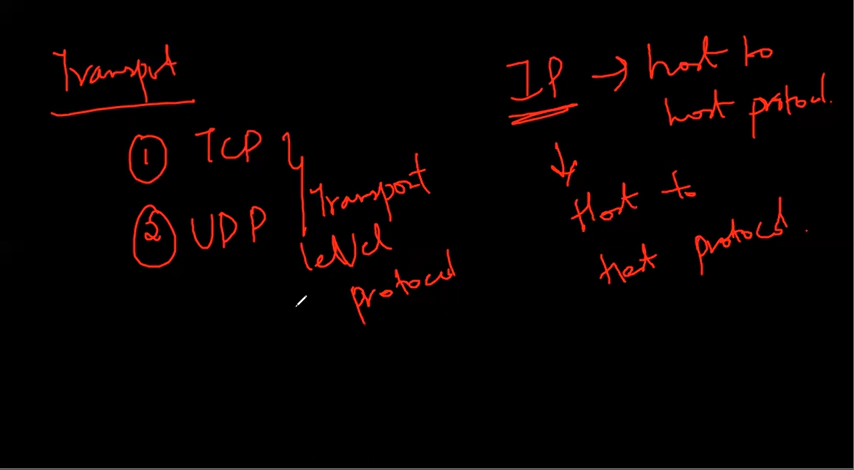 Transport
① TCP
② UDP
Transport
level
protocol
IP → host to
host protocol.
↓
Host to
host protocol.